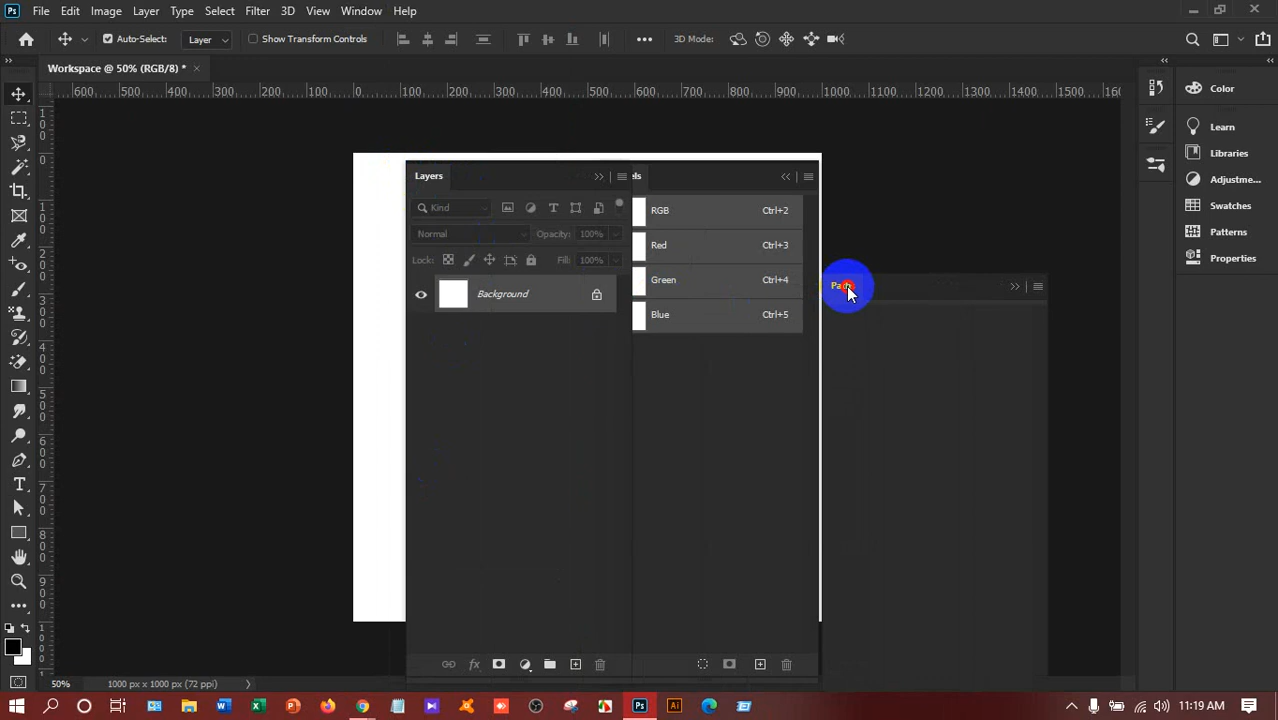 Ps File Edit Image Layer Type Select Filter 3D View Window Help
Auto-Select: Layer Show Transform Controls 3D Mode:
Workspace @ 50% (RGB/8) *
600 500 400 300 200 100 0 100 200 300 400 500 600 700 800 900 1000 1100 1200 1300 1400 1500
Color
Learn
Libraries
Adjustme...
Swatches
Patterns
Properties
Layers
Kind
Normal Opacity: 100%
Lock: Fill: 100%
Background
els
RGB Ctrl+2
Red Ctrl+3
Green Ctrl+4
Blue Ctrl+5
50% 1000 px x 1000 px (72 ppi)
Ps Ai
11:19 AM